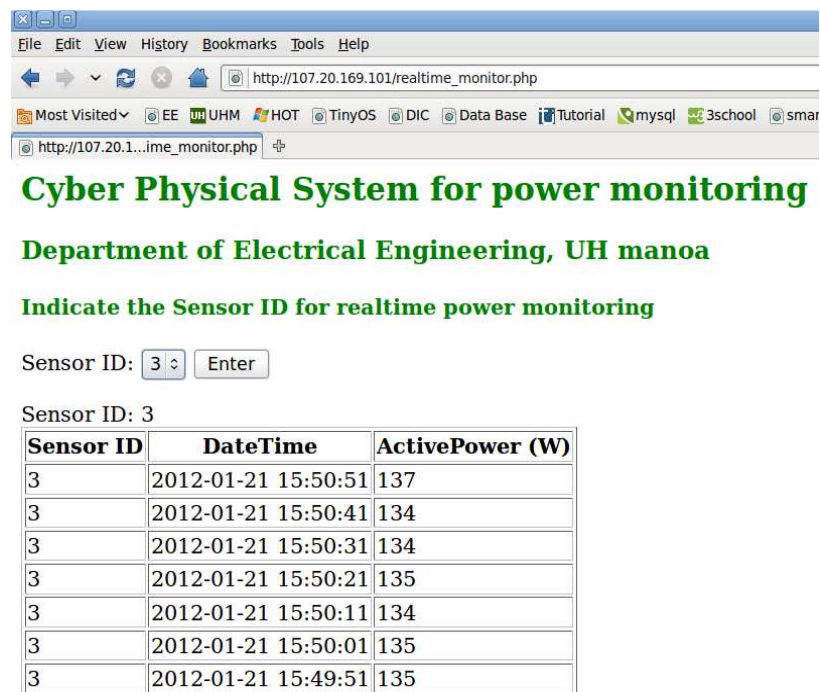 File Edit View History Bookmarks Tools Help
http://107.20.169.101/realtime_monitor.php
Most Visited EE UH UHM HOT TinyOS DIC Data Base Tutorial mysql 3school smar
http://107.20.1...ime_monitor.php
Cyber Physical System for power monitoring
Department of Electrical Engineering, UH manoa
Indicate the Sensor ID for realtime power monitoring
Sensor ID: 3 Enter
Sensor ID: 3
Sensor ID DateTime ActivePower (W)
3 2012-01-21 15:50:51 137
3 2012-01-21 15:50:41 134
3 2012-01-21 15:50:31 134
3 2012-01-21 15:50:21 135
3 2012-01-21 15:50:11 134
3 2012-01-21 15:50:01 135
3 2012-01-21 15:49:51 135